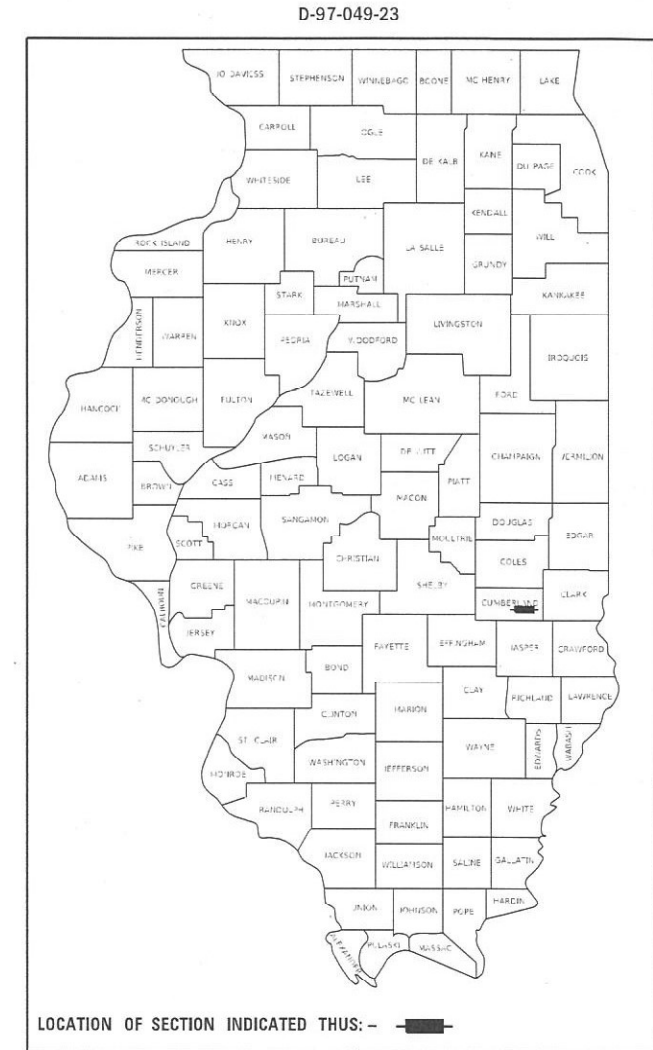 D-97-049-23
JO DAVIESS STEPHENSON WINNEBAGO BOONE MC HENRY LAKE
CARROLL OGLE DE KALB KANE DU PAGE COOK
WHITESIDE LEE KENDALL WILL
ROCK ISLAND HENRY BUREAU LA SALLE GRUNDY
MERCER PUTNAM KANKAKEE
HENDERSON WARREN KNOX STARK MARSHALL LIVINGSTON
PEORIA WOODFORD IROQUOIS
HANCOCK MC DONOUGH FULTON TAZEWELL MC LEAN FORD
SCHUYLER MASON LOGAN DE WITT CHAMPAIGN VERMILION
ADAMS BROWN CASS MENARD MACON PIATT
PIKE SCOTT MORGAN SANGAMON CHRISTIAN MOULTRIE DOUGLAS EDGAR
COLES
CALHOUN GREENE MACOUPIN MONTGOMERY SHELBY CUMBERLAND CLARK
JERSEY FAYETTE EFFINGHAM JASPER CRAWFORD
MADISON BOND CLAY RICHLAND LAWRENCE
CLINTON MARION
ST. CLAIR WASHINGTON WAYNE EDWARDS WABASH
MONROE JEFFERSON
RANDOLPH PERRY HAMILTON WHITE
FRANKLIN
JACKSON WILLIAMSON SALINE GALLATIN
UNION JOHNSON POPE HARDIN
ALEXANDER PULASKI MASSAC
LOCATION OF SECTION INDICATED THUS: -